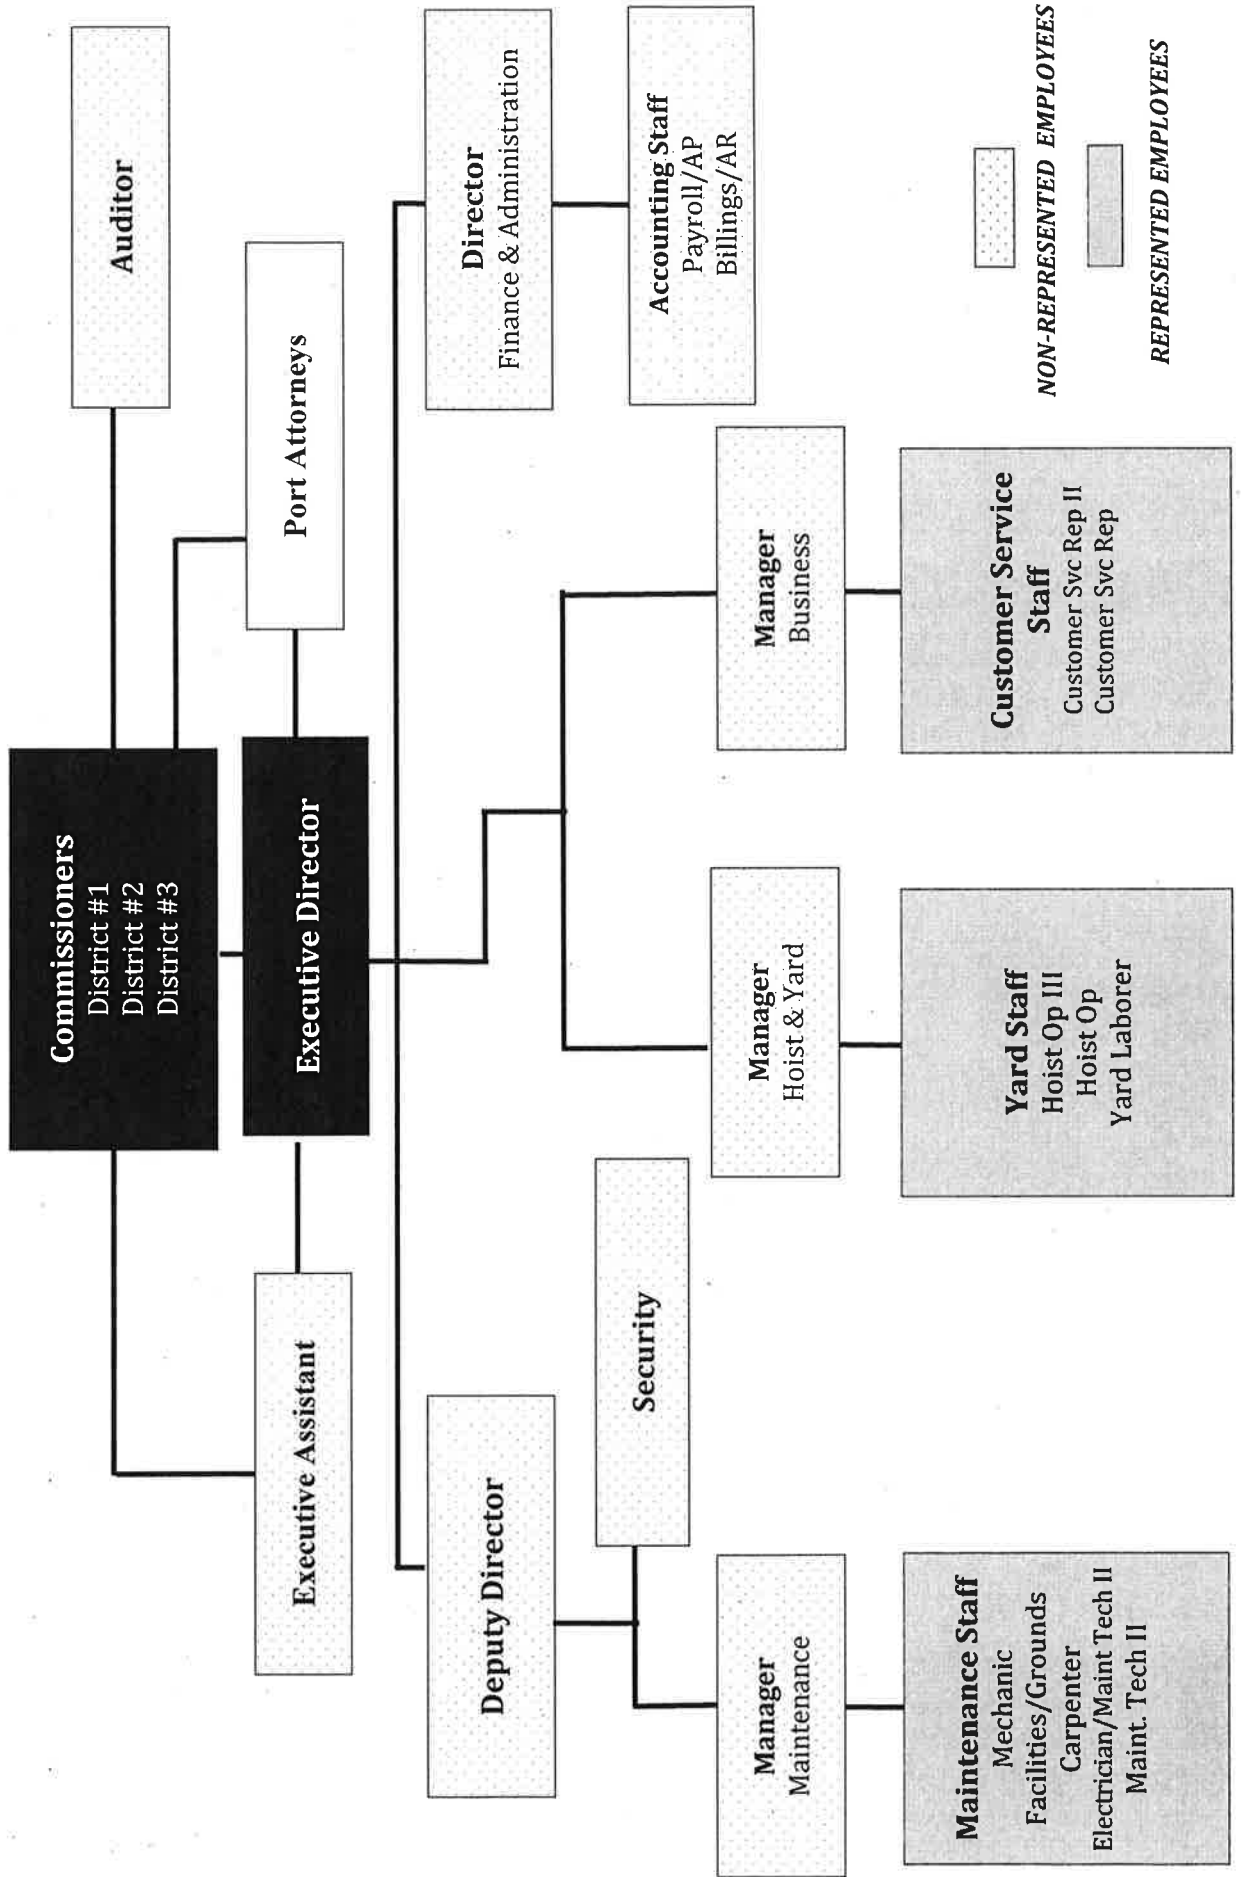 Commissioners
District #1
District #2
District #3
Auditor
Executive Assistant
Executive Director
Port Attorneys
Deputy Director
Director
Finance & Administration
Security
Accounting Staff
Payroll/AP
Billings/AR
Manager
Maintenance
Manager
Hoist & Yard
Manager
Business
Maintenance Staff
Mechanic
Facilities/Grounds
Carpenter
Electrician/Maint Tech II
Maint. Tech II
Yard Staff
Hoist Op III
Hoist Op
Yard Laborer
Customer Service
Staff
Customer Svc Rep II
Customer Svc Rep
NON-REPRESENTED EMPLOYEES
REPRESENTED EMPLOYEES